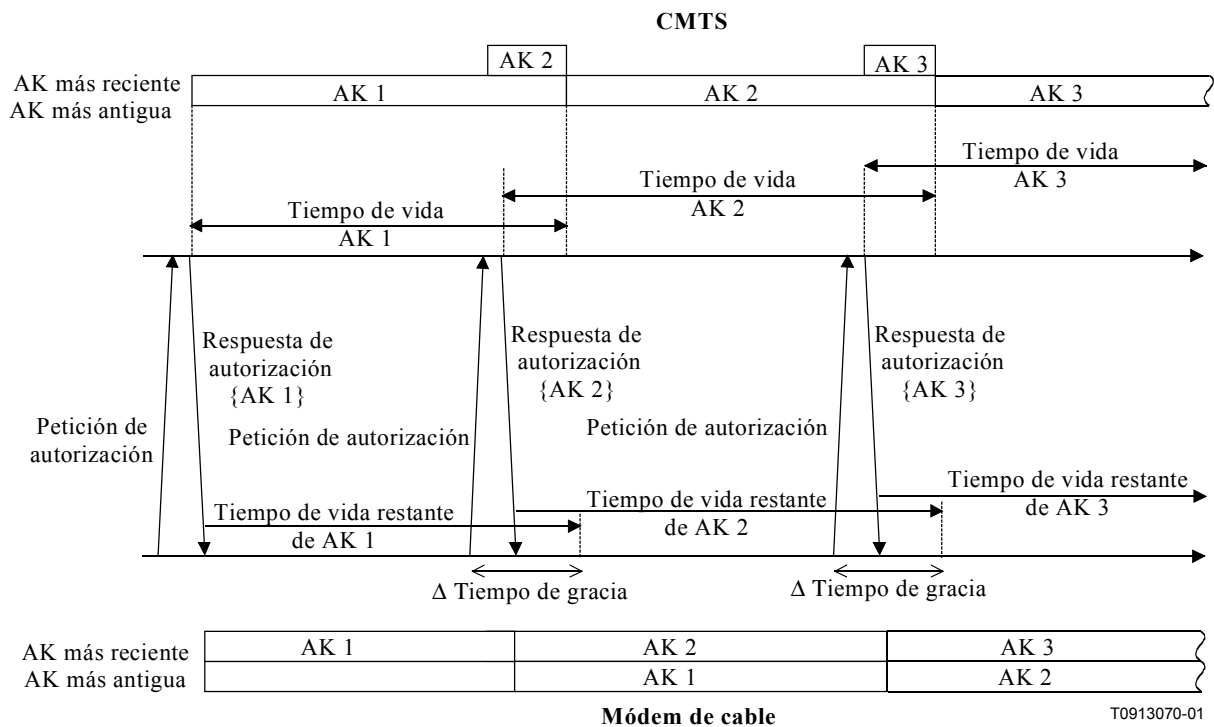 CMTS
AK 2
AK 3
AK más reciente
AK más antigua
AK 1
AK 2
AK 3
Tiempo de vida
AK 3
Tiempo de vida
AK 2
Tiempo de vida
AK 1
Respuesta de
autorización
{AK 1}
Respuesta de
autorización
{AK 2}
Respuesta de
autorización
{AK 3}
Petición de
autorización
Petición de autorización
Petición de autorización
Tiempo de vida restante
de AK 1
Tiempo de vida restante
de AK 2
Tiempo de vida restante
de AK 3
Δ Tiempo de gracia
Δ Tiempo de gracia
AK más reciente
AK más antigua
AK 1
AK 2
AK 3
AK 1
AK 2
Módem de cable
T0913070-01